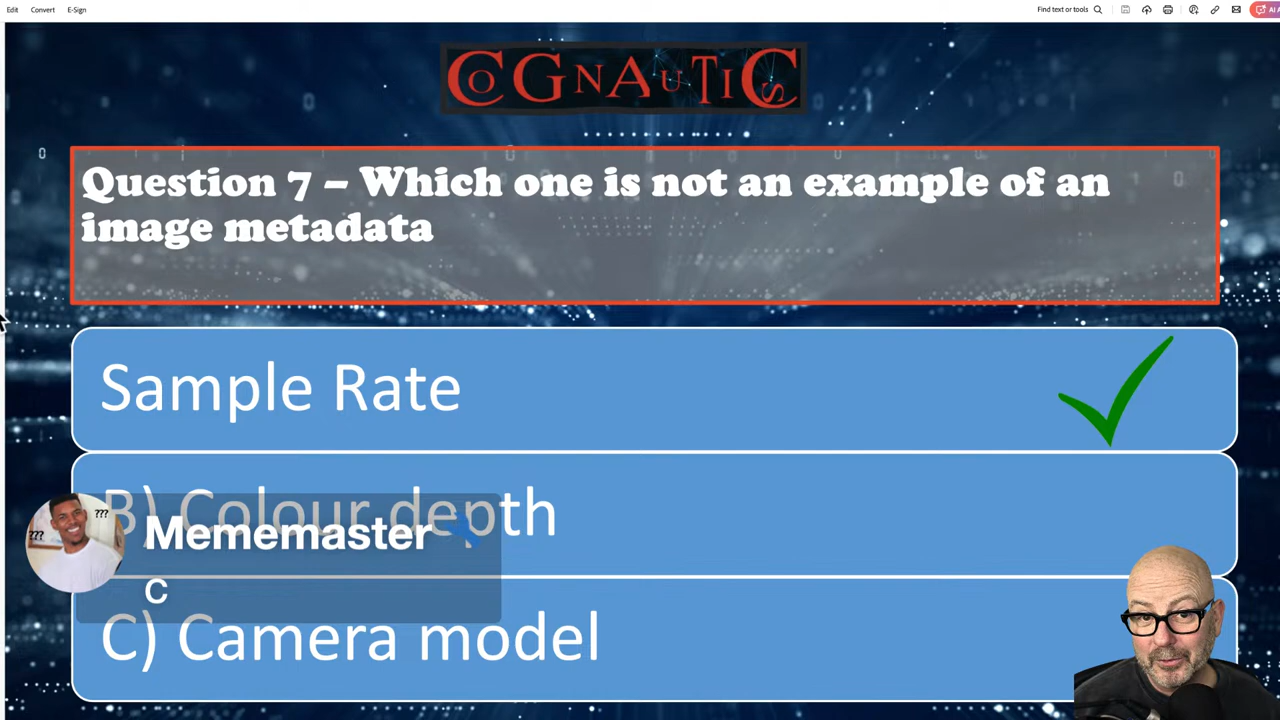 Edit Convert E-Sign
Find text or tools
AI A
COGNAUTICS
Question 7 – Which one is not an example of an
image metadata
Sample Rate
B) Colour depth
???
???
Mememaster
C
C) Camera model